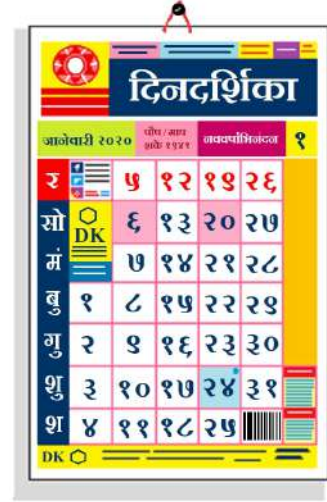 दिनदर्शिका
जानेवारी २०२० पौष / माघ शके १९४१ नववर्षाभिनंदन १
र ५ १२ १९ २६
सो DK ६ १३ २० २७
मं ७ १४ २१ २८
बु १ ८ १५ २२ २९
गु २ ९ १६ २३ ३०
शु ३ १० १७ २४ ३१
श ४ ११ १८ २५
DK